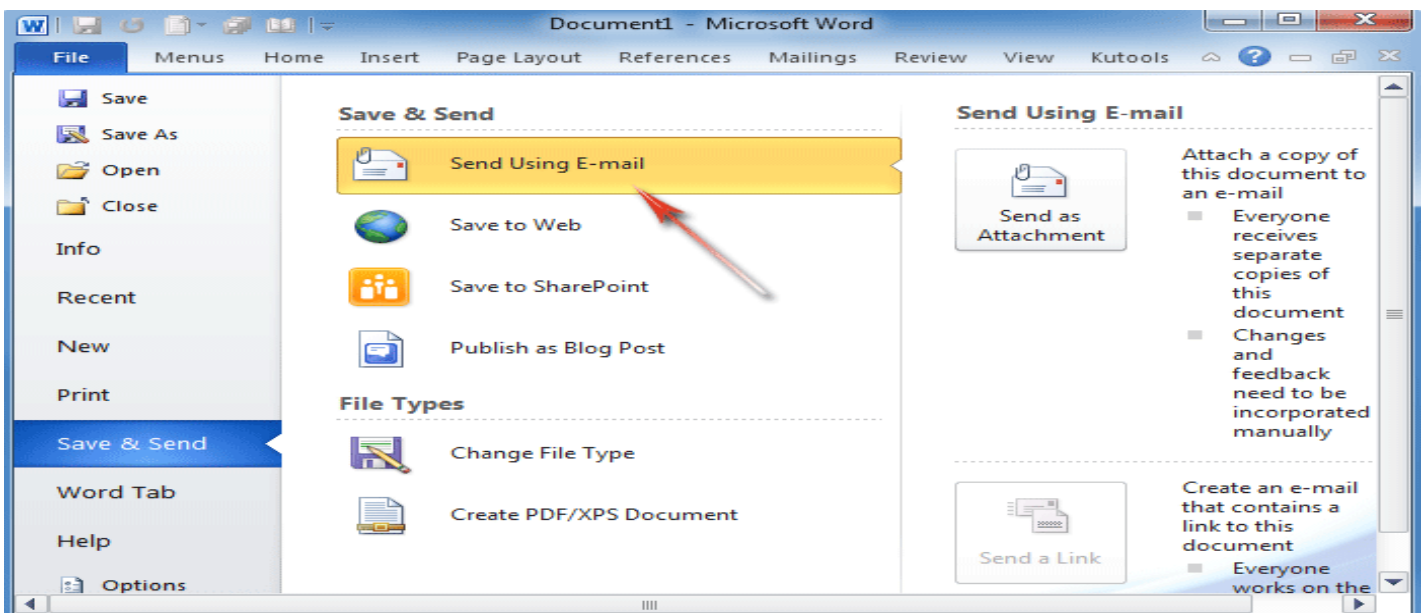 Document1 - Microsoft Word
File Menus Home Insert Page Layout References Mailings Review View Kutools
Save
Save As
Open
Close
Info
Recent
New
Print
Save & Send
Word Tab
Help
Options
Save & Send
Send Using E-mail
Save to Web
Save to SharePoint
Publish as Blog Post
File Types
Change File Type
Create PDF/XPS Document
Send Using E-mail
Send as
Attachment
Attach a copy of
this document to
an e-mail
Everyone
receives
separate
copies of
this
document
Changes
and
feedback
need to be
incorporated
manually
Send a Link
Create an e-mail
that contains a
link to this
document
Everyone
works on the